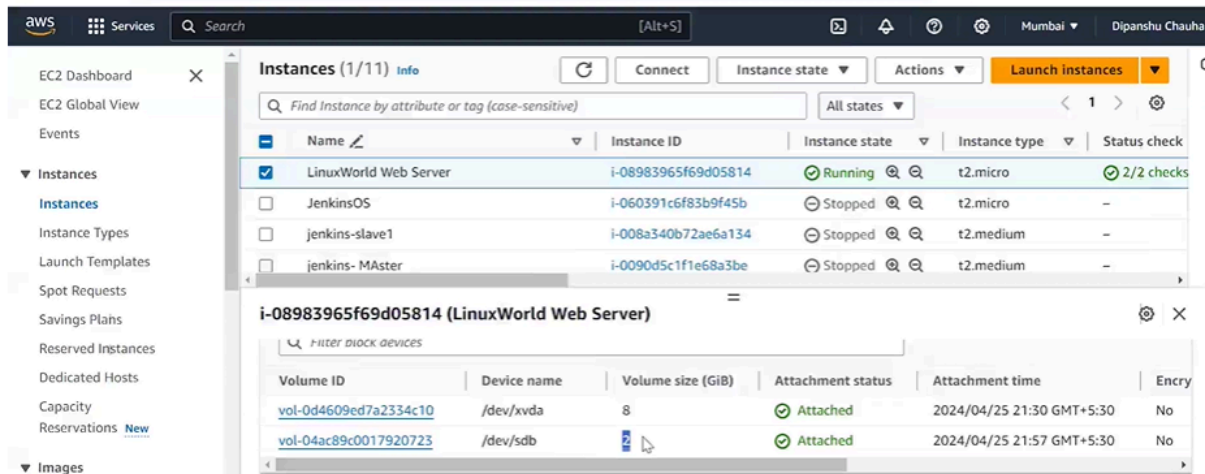 aws Services Search [Alt+S] Mumbai Dipanshu Chauha
EC2 Dashboard
EC2 Global View
Events
Instances
Instances
Instance Types
Launch Templates
Spot Requests
Savings Plans
Reserved Instances
Dedicated Hosts
Capacity
Reservations New
Images
Instances (1/11) Info Connect Instance state Actions Launch instances
Find Instance by attribute or tag (case-sensitive) All states 1
Name Instance ID Instance state Instance type Status check
LinuxWorld Web Server i-08983965f69d05814 Running t2.micro 2/2 checks
JenkinsOS i-060391c6f83b9f45b Stopped t2.micro –
jenkins-slave1 i-008a340b72ae6a134 Stopped t2.medium –
jenkins- MAster i-0090d5c1f1e68a3be Stopped t2.medium –
i-08983965f69d05814 (LinuxWorld Web Server)
Filter block devices
Volume ID Device name Volume size (GiB) Attachment status Attachment time Encry
vol-0d4609ed7a2334c10 /dev/xvda 8 Attached 2024/04/25 21:30 GMT+5:30 No
vol-04ac89c0017920723 /dev/sdb 2 Attached 2024/04/25 21:57 GMT+5:30 No